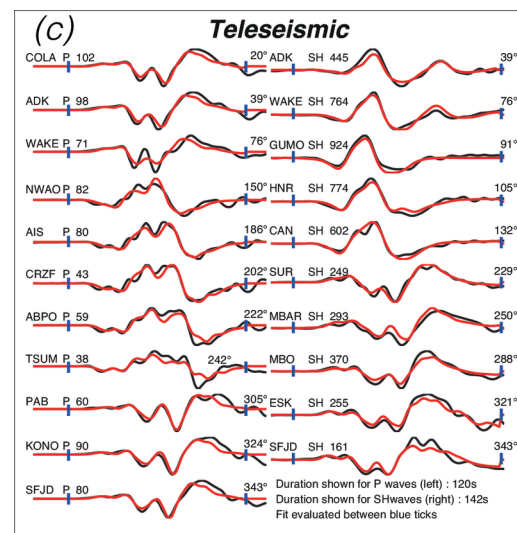 (c) Teleseismic
COLA P 102 20° ADK SH 445 39°
ADK P 98 39° WAKE SH 764 76°
WAKE P 71 76° GUMO SH 924 91°
NWAO P 82 150° HNR SH 774 105°
AIS P 80 186° CAN SH 602 132°
CRZF P 43 202° SUR SH 249 229°
ABPO P 59 222° MBAR SH 293 250°
TSUM P 38 242° MBO SH 370 288°
PAB P 60 305° ESK SH 255 321°
KONO P 90 324° SFJD SH 161 343°
SFJD P 80 343°
Duration shown for P waves (left) : 120s
Duration shown for SHwaves (right) : 142s
Fit evaluated between blue ticks